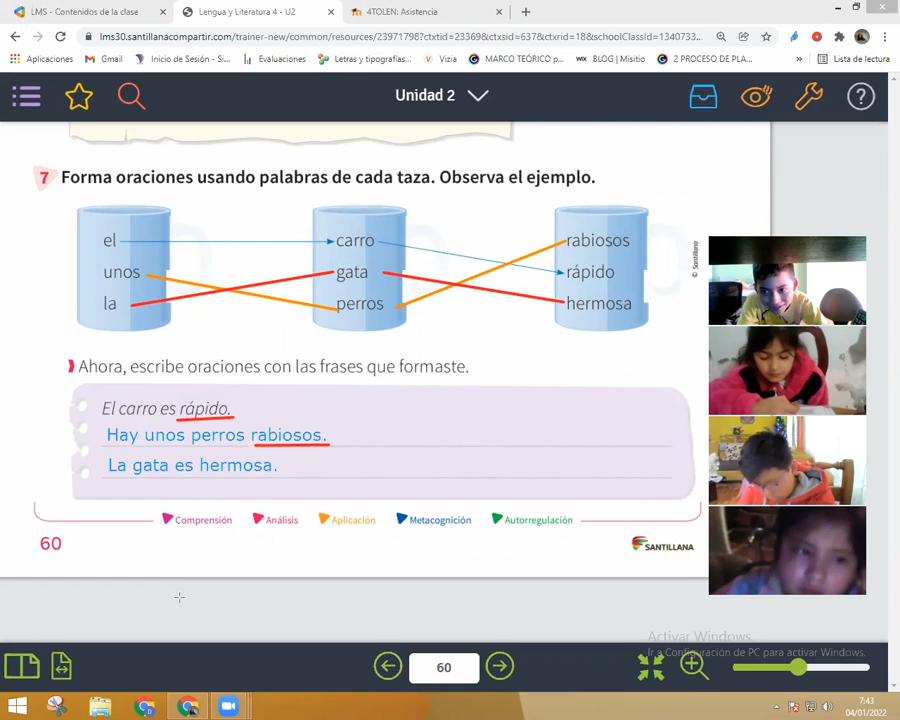 LMS - Contenidos de la clase
Lengua y Literatura 4 - U2
4TOLEN: Asistencia
lms30.santillanacompartir.com/trainer-new/common/resources/23971798?ctxtid=23369&ctxsid=637&ctxrid=18&schoolClassId=1340733...
Aplicaciones
Gmail
Inicio de Sesión - Sí...
Evaluaciones
Letras y tipografías...
Vizia
MARCO TEÓRICO p...
WIX BLOG | Misitio
2 PROCESO DE PLA...
»
Lista de lectura
Unidad 2
7 Forma oraciones usando palabras de cada taza. Observa el ejemplo.
el carro rabiosos
unos gata rápido
la perros hermosa
© Santillana
Ahora, escribe oraciones con las frases que formaste.
El carro es rápido.
Hay unos perros rabiosos.
La gata es hermosa.
Comprensión Análisis Aplicación Metacognición Autorregulación
60
SANTILLANA
Activar Windows
Ir a Configuración de PC para activar Windows.
60
7:43
04/01/2022